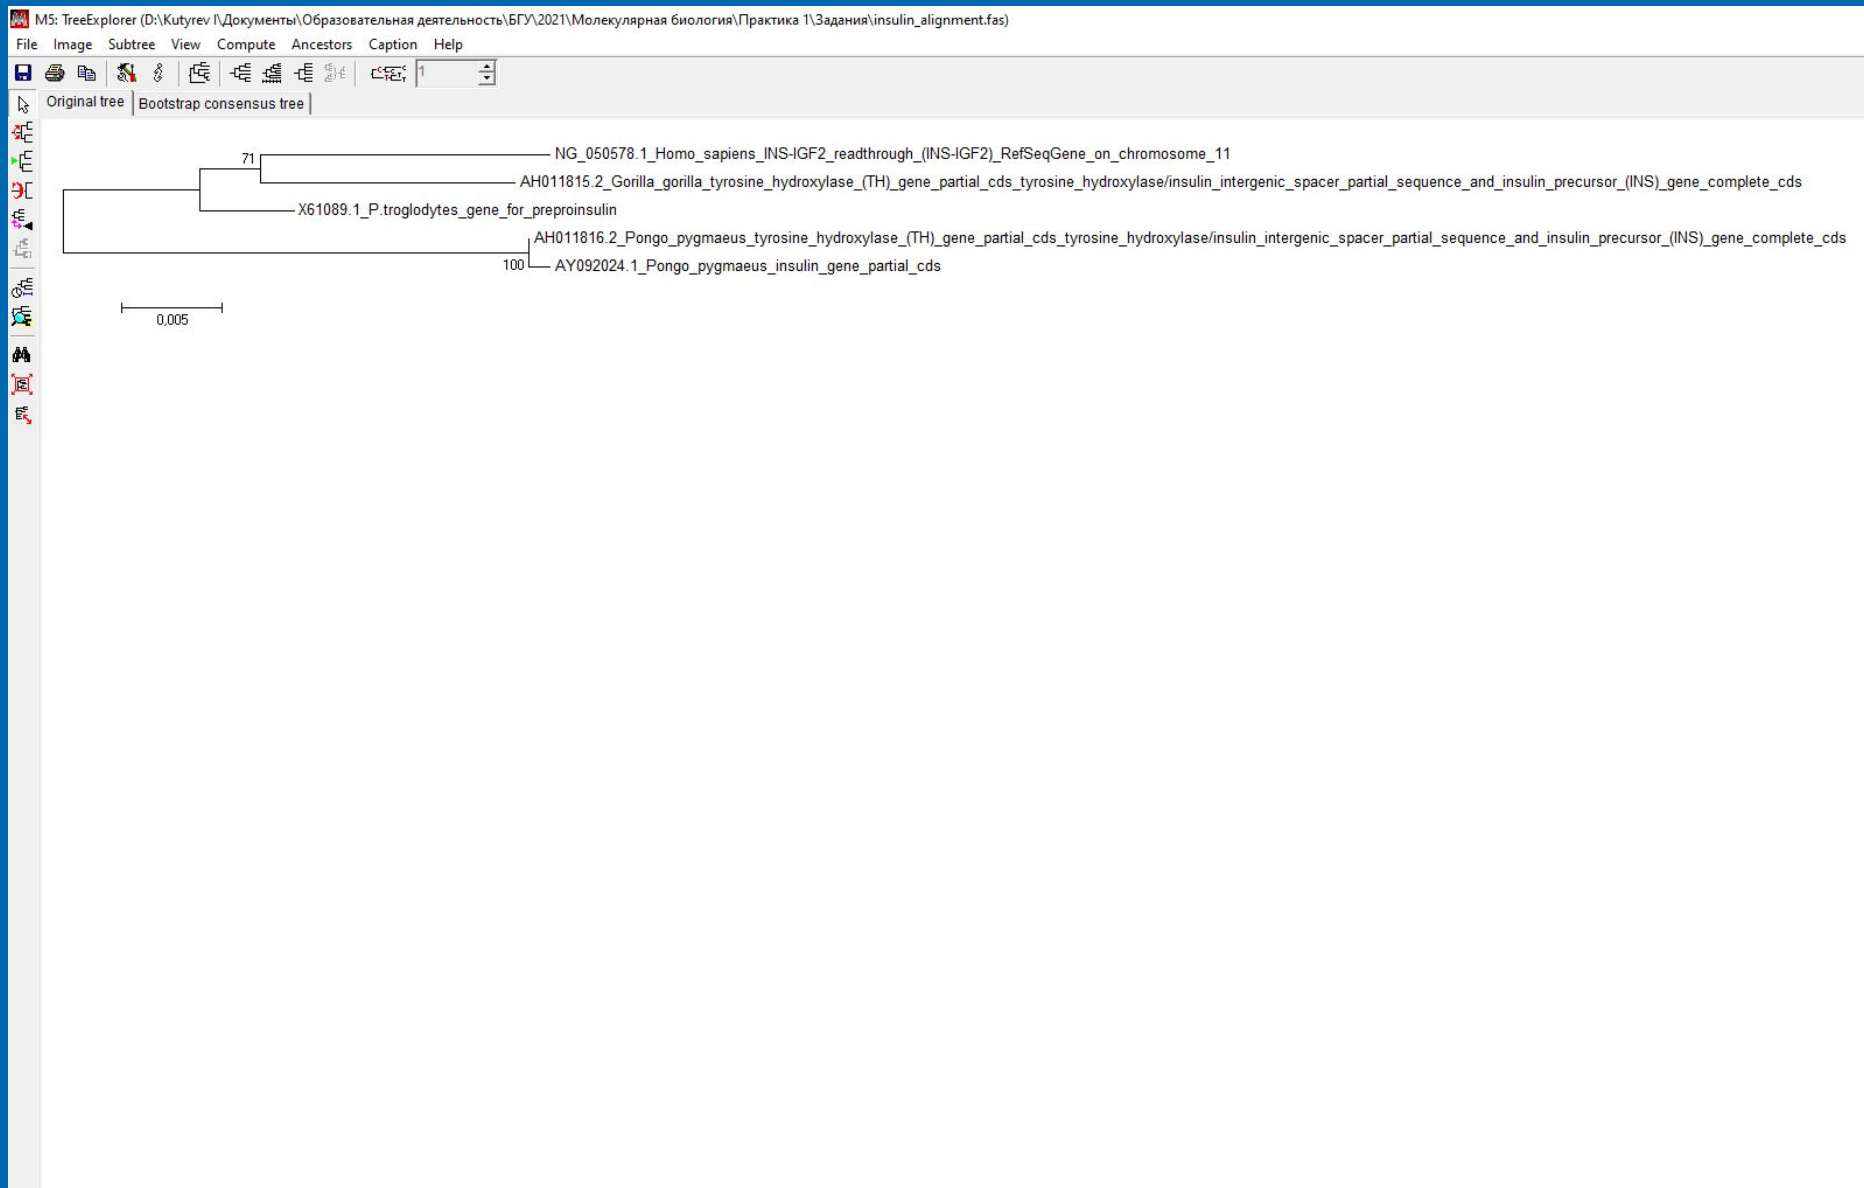 M5: TreeExplorer (D:\Kutyrev I\Документы\Образовательная деятельность\БГУ\2021\Молекулярная биология\Практика 1\Задания\insulin_alignment.fas)
File Image Subtree View Compute Ancestors Caption Help
1
Original tree Bootstrap consensus tree
71 NG_050578.1_Homo_sapiens_INS-IGF2_readthrough_(INS-IGF2)_RefSeqGene_on_chromosome_11
AH011815.2_Gorilla_gorilla_tyrosine_hydroxylase_(TH)_gene_partial_cds_tyrosine_hydroxylase/insulin_intergenic_spacer_partial_sequence_and_insulin_precursor_(INS)_gene_complete_cds
X61089.1_P.troglodytes_gene_for_preproinsulin
AH011816.2_Pongo_pygmaeus_tyrosine_hydroxylase_(TH)_gene_partial_cds_tyrosine_hydroxylase/insulin_intergenic_spacer_partial_sequence_and_insulin_precursor_(INS)_gene_complete_cds
100 AY092024.1_Pongo_pygmaeus_insulin_gene_partial_cds
0,005